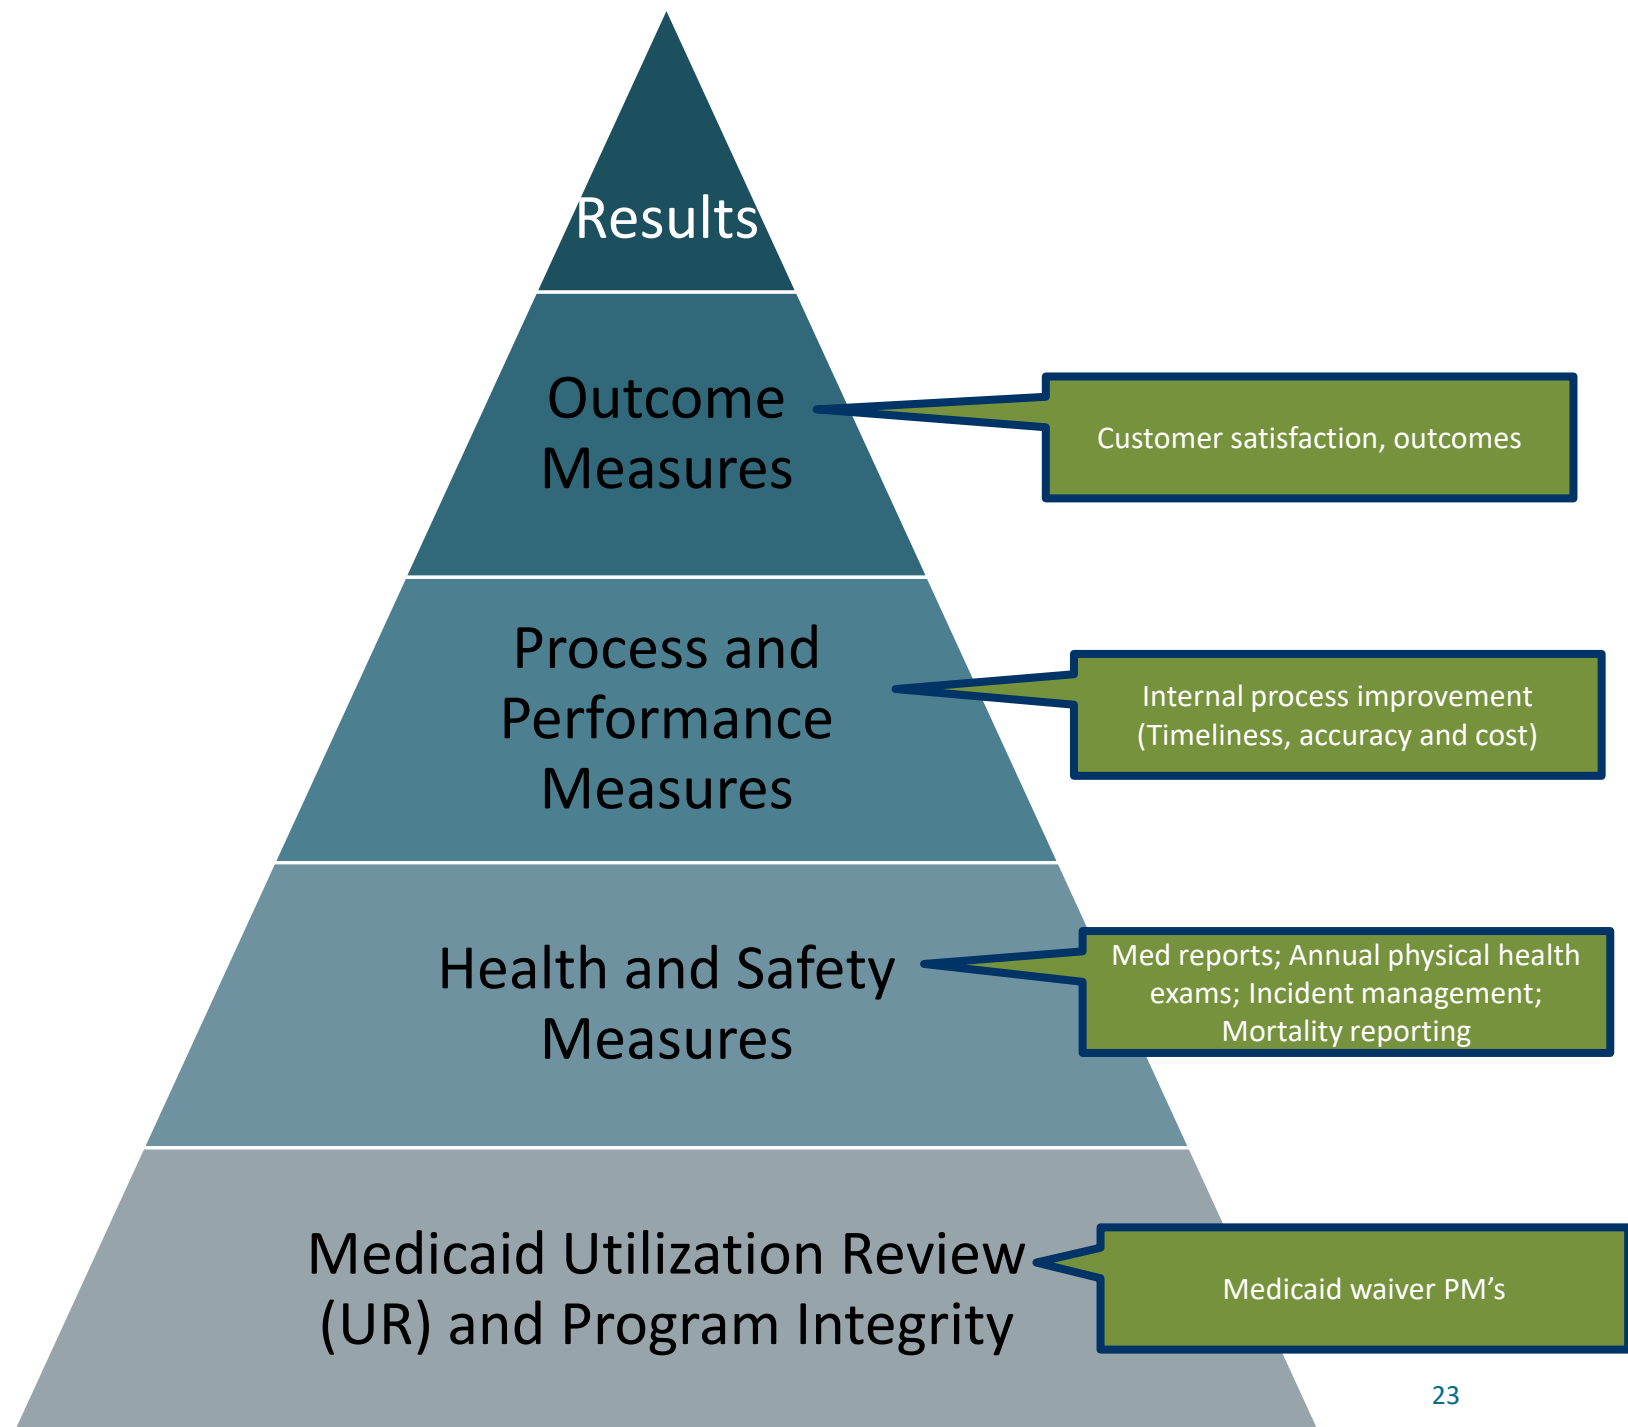 Results
Outcome
Measures
Customer satisfaction, outcomes
Process and
Performance
Measures
Internal process improvement
(Timeliness, accuracy and cost)
Health and Safety
Measures
Med reports; Annual physical health
exams; Incident management;
Mortality reporting
Medicaid Utilization Review
(UR) and Program Integrity
Medicaid waiver PM’s
23